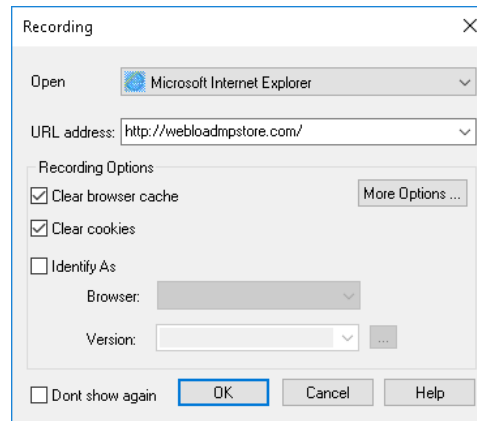 Recording
Open Microsoft Internet Explorer
URL address: http://webloadmpstore.com/
Recording Options
Clear browser cache More Options ...
Clear cookies
Identify As
Browser:
Version: ...
Dont show again OK Cancel Help